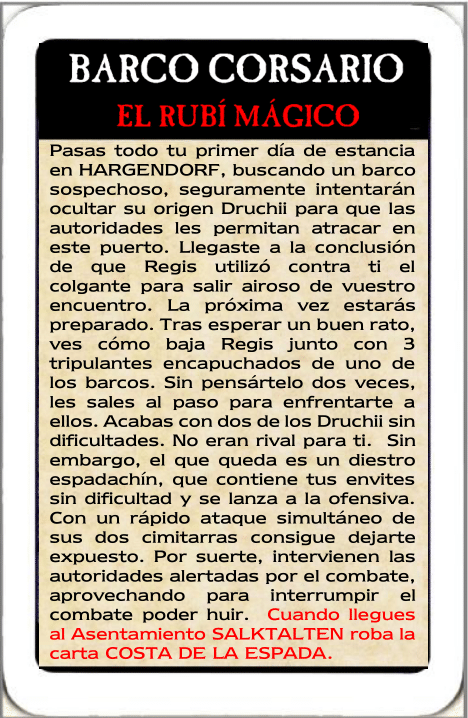 BARCO CORSARIO
EL RUBÍ MÁGICO
Pasas todo tu primer día de estancia
en HARGENDORF, buscando un barco
sospechoso, seguramente intentarán
ocultar su origen Druchii para que las
autoridades les permitan atracar en
este puerto. Llegaste a la conclusión
de que Regis utilizó contra ti el
colgante para salir airoso de vuestro
encuentro. La próxima vez estarás
preparado. Tras esperar un buen rato,
ves cómo baja Regis junto con 3
tripulantes encapuchados de uno de
los barcos. Sin pensártelo dos veces,
les sales al paso para enfrentarte a
ellos. Acabas con dos de los Druchii sin
dificultades. No eran rival para ti. Sin
embargo, el que queda es un diestro
espadachín, que contiene tus envites
sin dificultad y se lanza a la ofensiva.
Con un rápido ataque simultáneo de
sus dos cimitarras consigue dejarte
expuesto. Por suerte, intervienen las
autoridades alertadas por el combate,
aprovechando para interrumpir el
combate poder huir. Cuando llegues
al Asentamiento SALKTALTEN roba la
carta COSTA DE LA ESPADA.